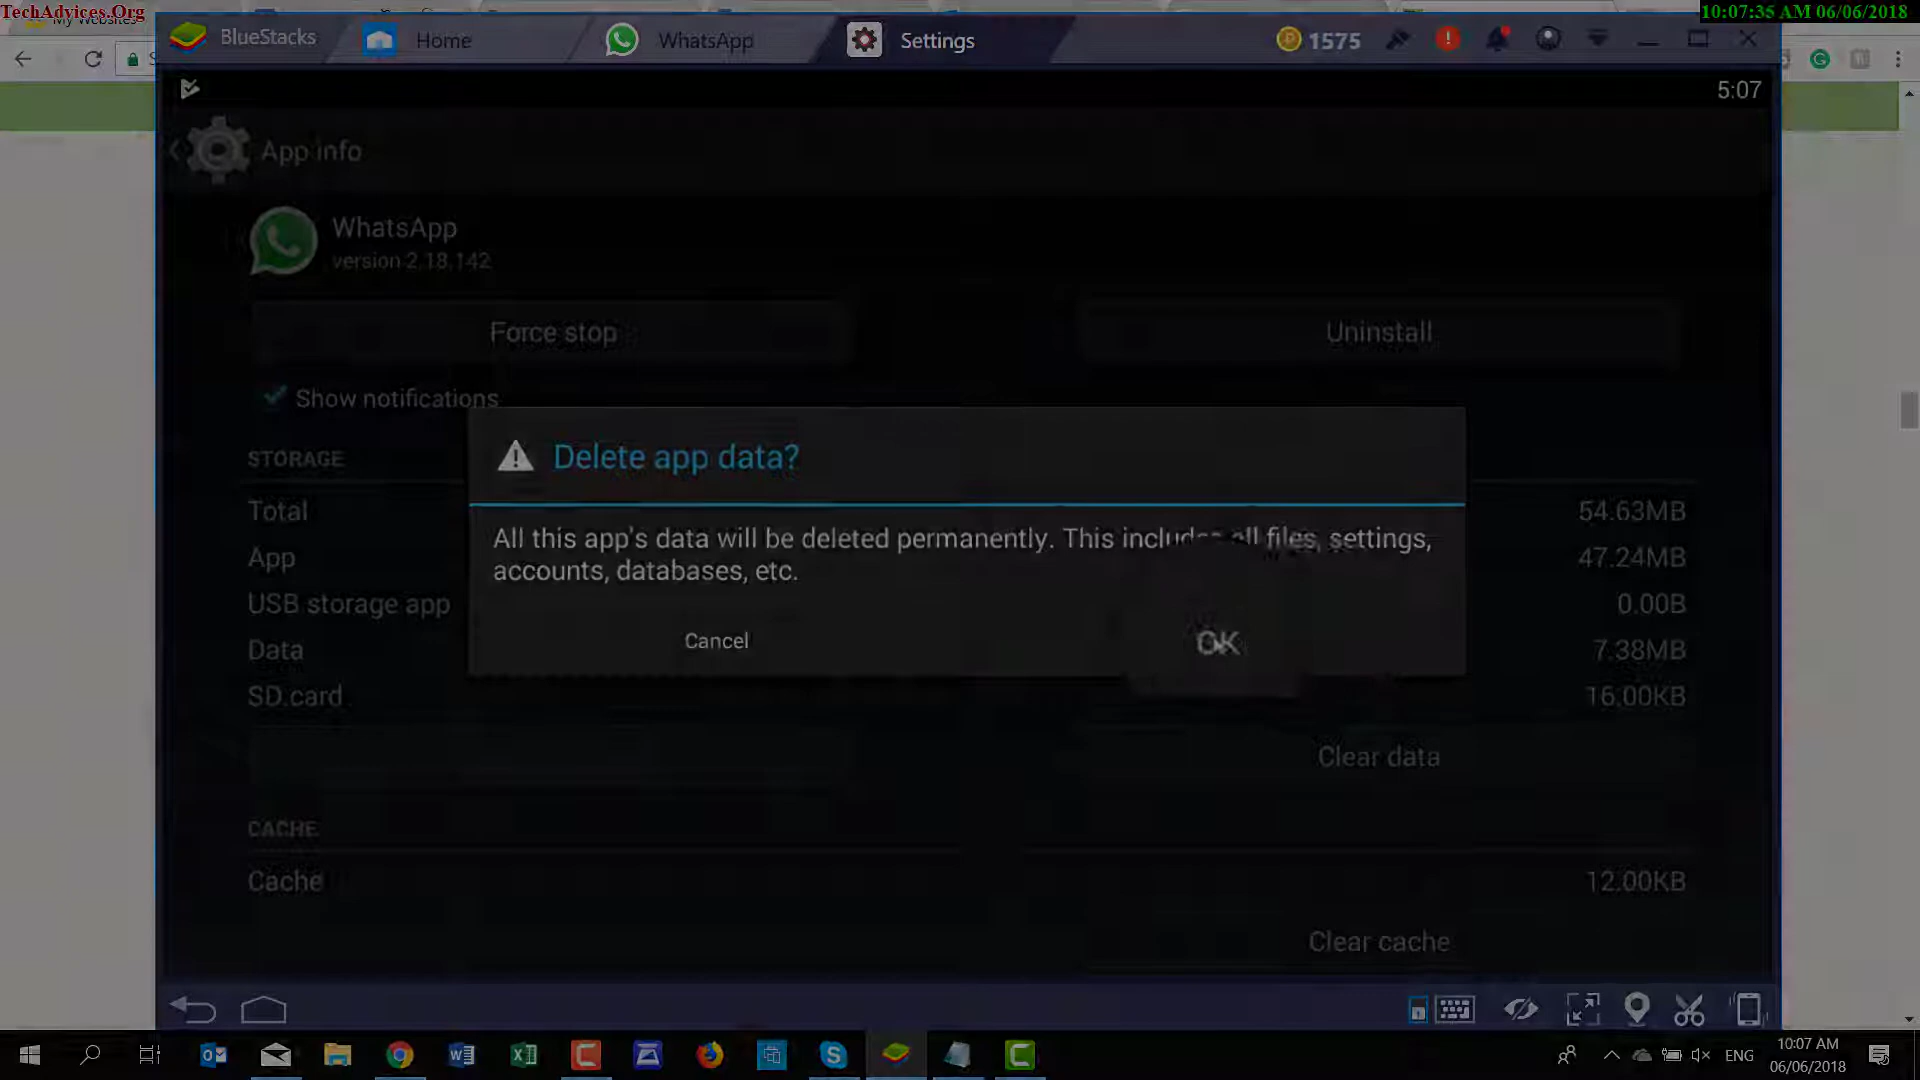 TechAdvices.Org
My Websites
10:07:35 AM 06/06/2018
BlueStacks
Home
WhatsApp
Settings
1575
5:07
App info
WhatsApp
version 2.18.142
Force stop
Uninstall
Show notifications
STORAGE
Delete app data?
All this app's data will be deleted permanently. This includes all files, settings,
accounts, databases, etc.
Cancel
OK
Total
54.63MB
App
47.24MB
USB storage app
0.00B
Data
7.38MB
SD card
16.00KB
Clear data
CACHE
Cache
12.00KB
Clear cache
ENG
10:07 AM
06/06/2018